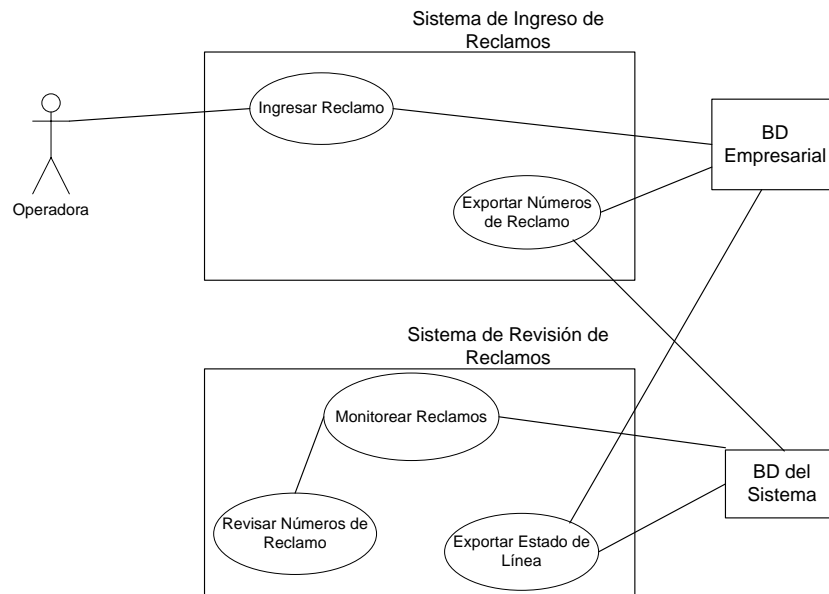 Sistema de Ingreso de
Reclamos
Ingresar Reclamo
BD
Empresarial
Operadora
Exportar Números
de Reclamo
Sistema de Revisión de
Reclamos
Monitorear Reclamos
BD del
Sistema
Revisar Números de
Reclamo
Exportar Estado de
Línea